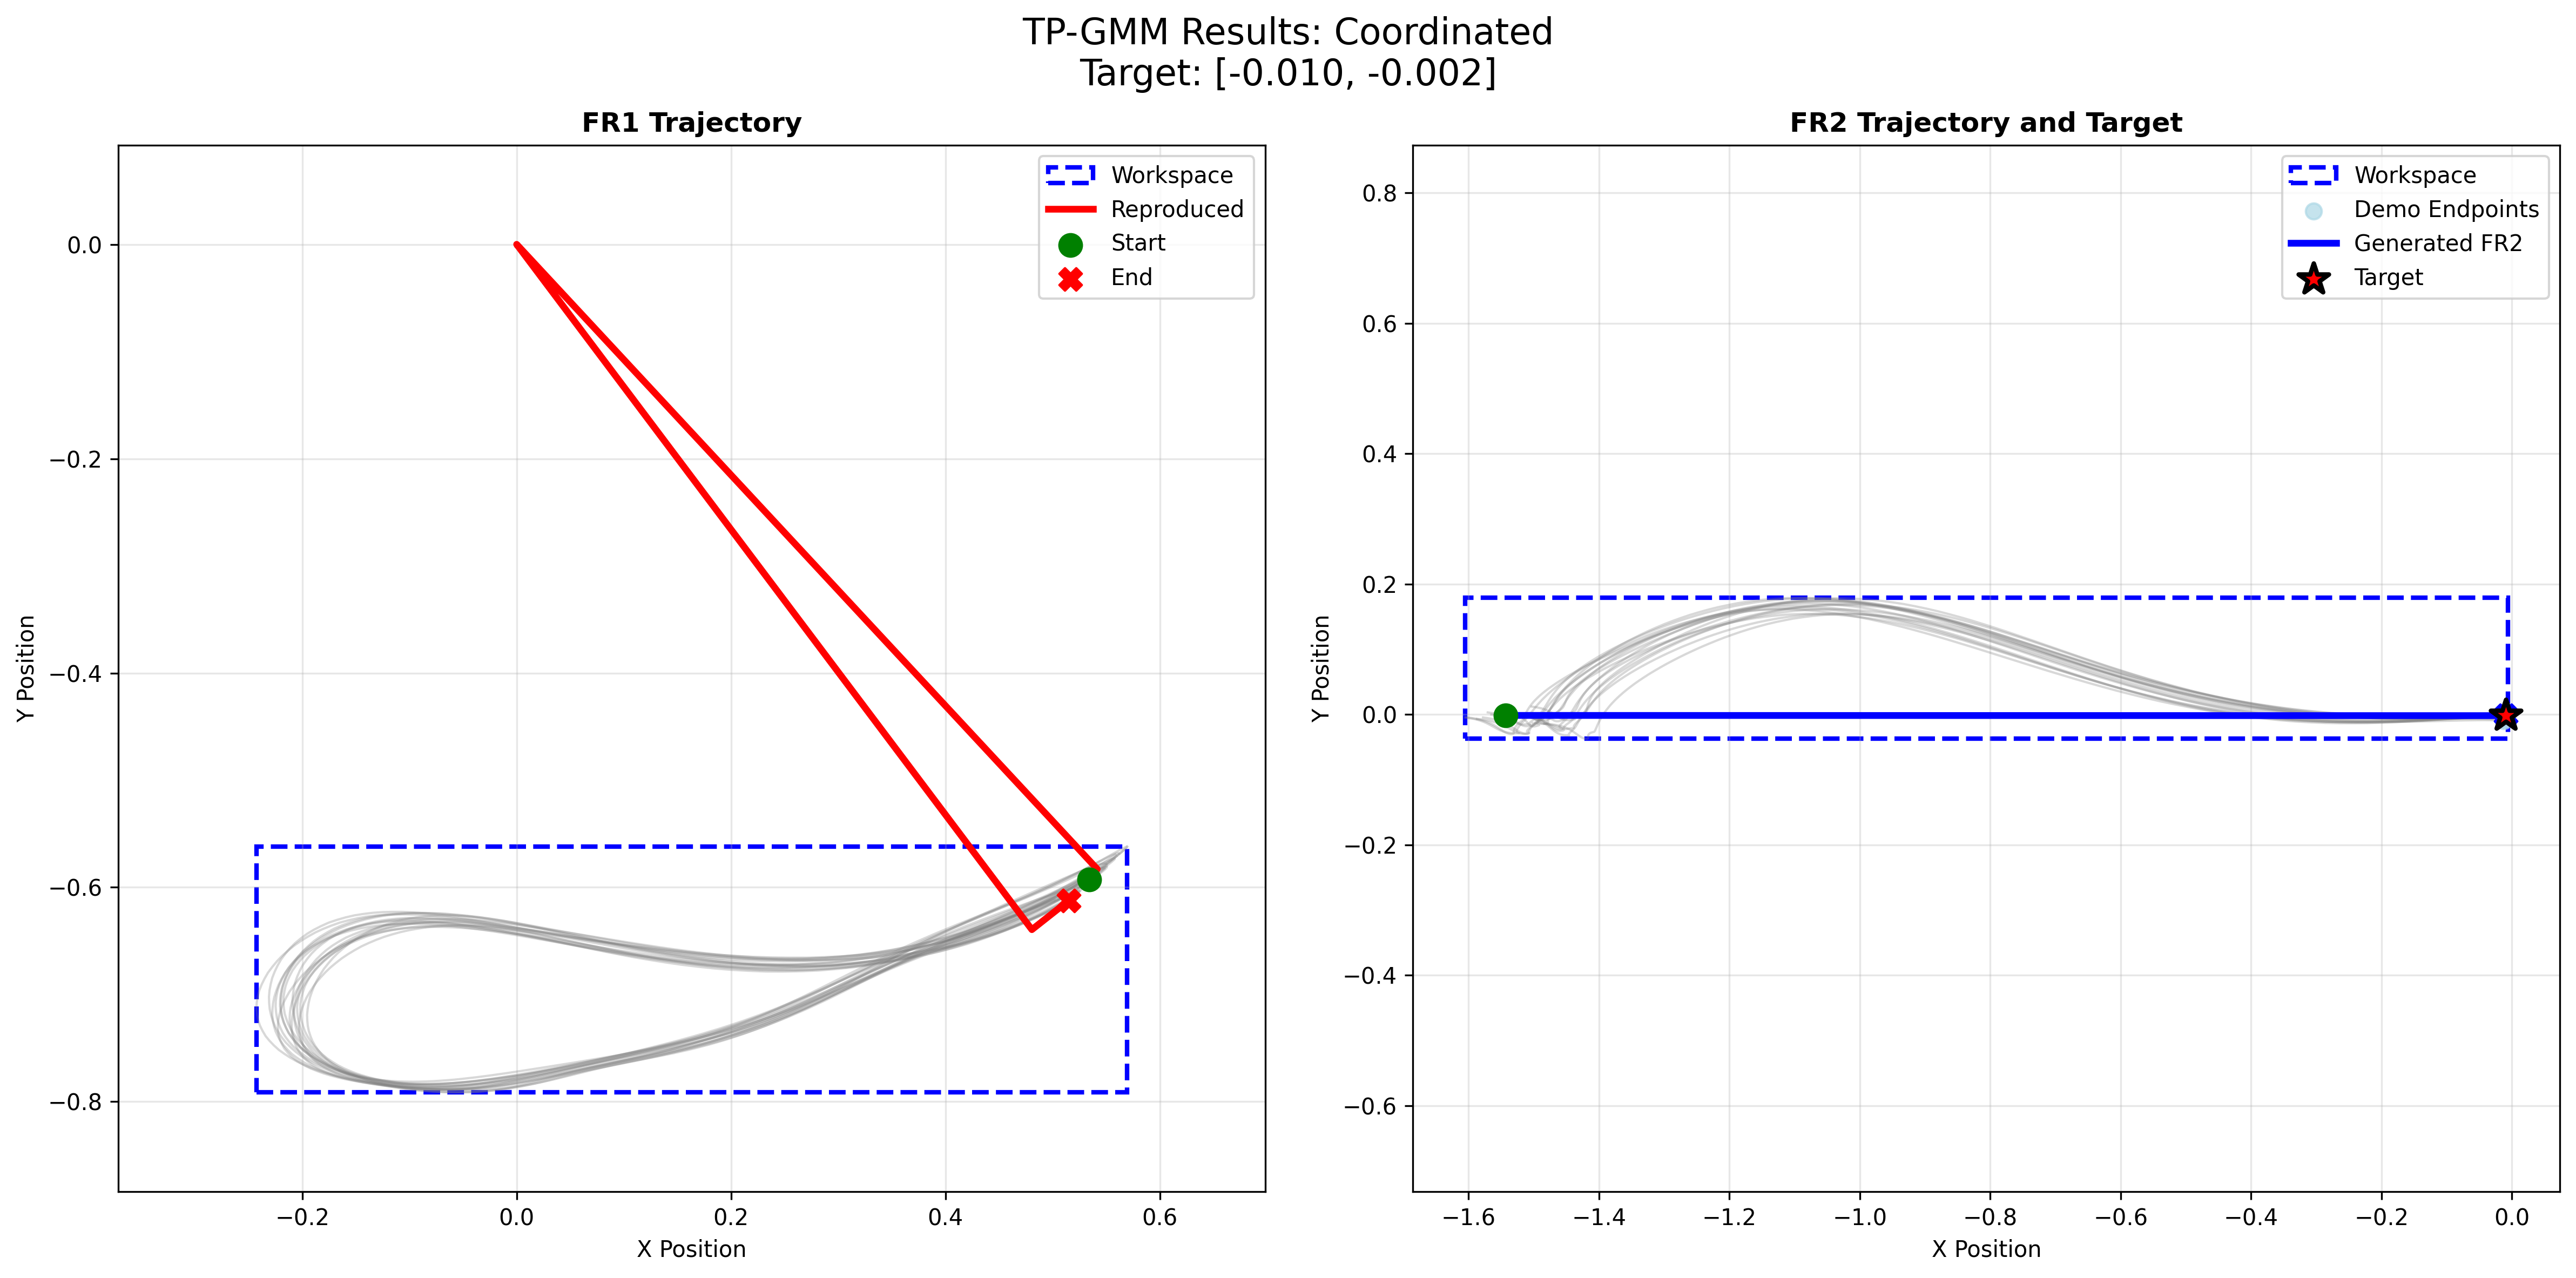 TP-GMM Results: Coordinated
Target: [-0.010, -0.002]
FR1 Trajectory
Workspace
Reproduced
Start
End
0.0
−0.2
−0.4
−0.6
−0.8
Y Position
−0.2
0.0
0.2
0.4
0.6
X Position
FR2 Trajectory and Target
Workspace
Demo Endpoints
Generated FR2
Target
0.8
0.6
0.4
0.2
0.0
−0.2
−0.4
−0.6
Y Position
−1.6
−1.4
−1.2
−1.0
−0.8
−0.6
−0.4
−0.2
0.0
X Position